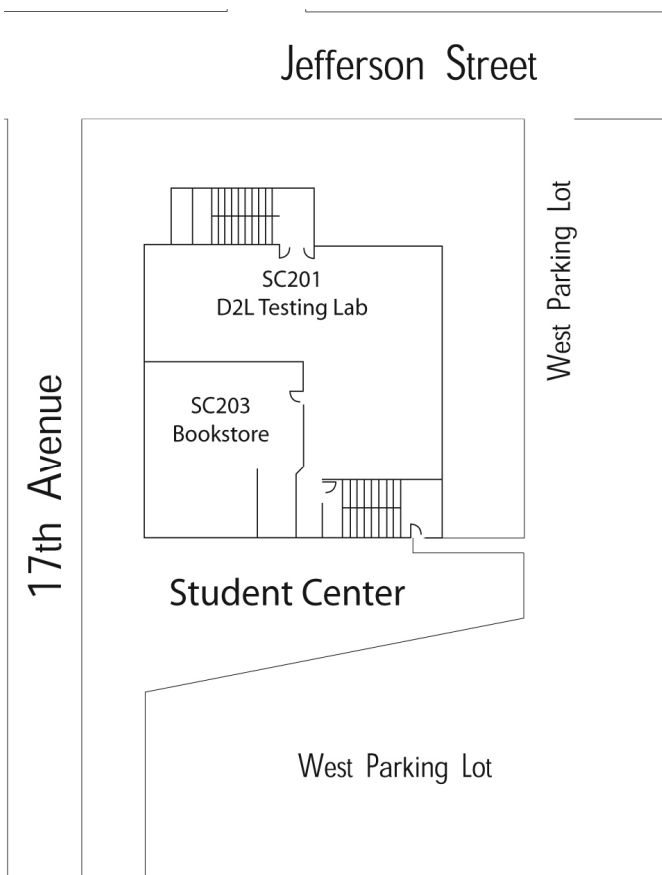 Jefferson Street
West Parking Lot
SC201
D2L Testing Lab
SC203
Bookstore
17th Avenue
Student Center
West Parking Lot